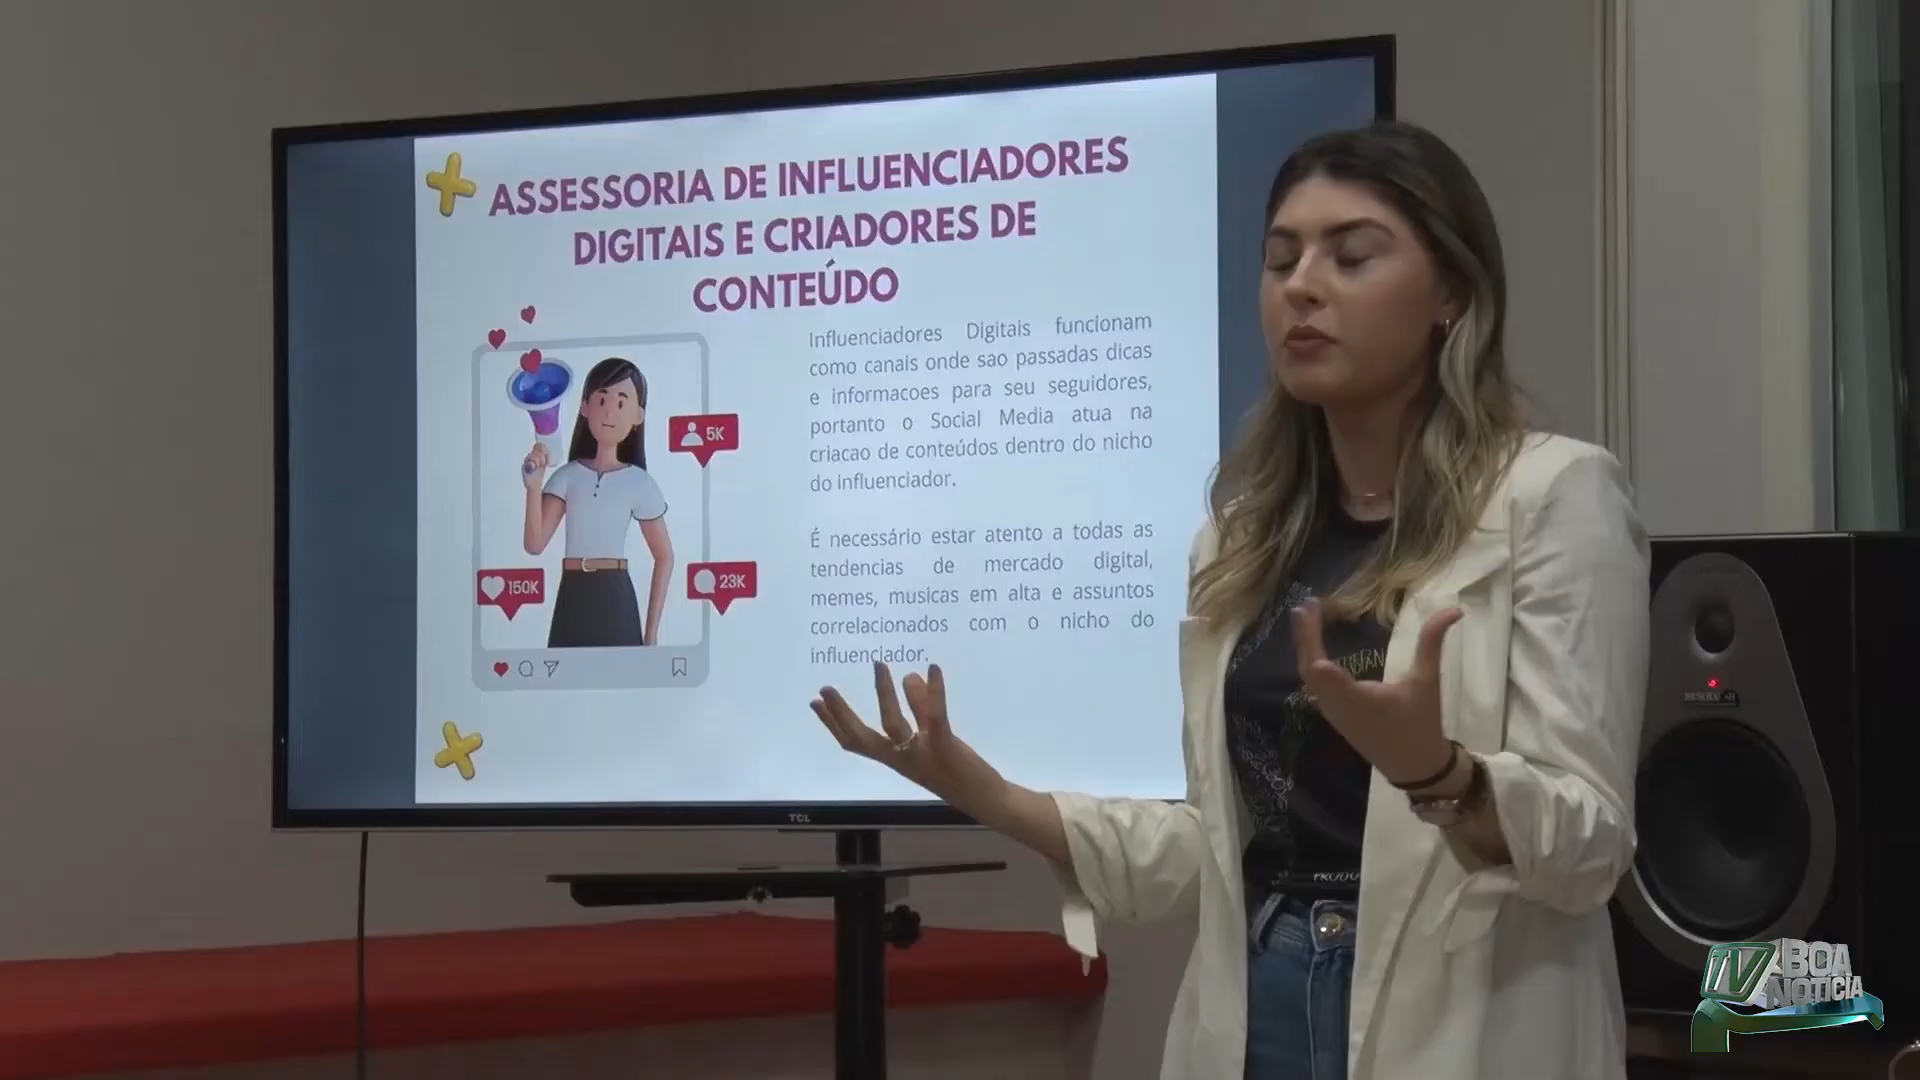 ASSESSORIA DE INFLUENCIADORES
DIGITAIS E CRIADORES DE
CONTEÚDO
Influenciadores Digitais funcionam
como canais onde sao passadas dicas
e informacoes para seu seguidores,
portanto o Social Media atua na
criacao de conteúdos dentro do nicho
do influenciador.
É necessário estar atento a todas as
tendencias de mercado digital,
memes, musicas em alta e assuntos
correlacionados com o nicho do
influenciador.
5K
150K
23K
TCL
TV BOA
NOTÍCIA